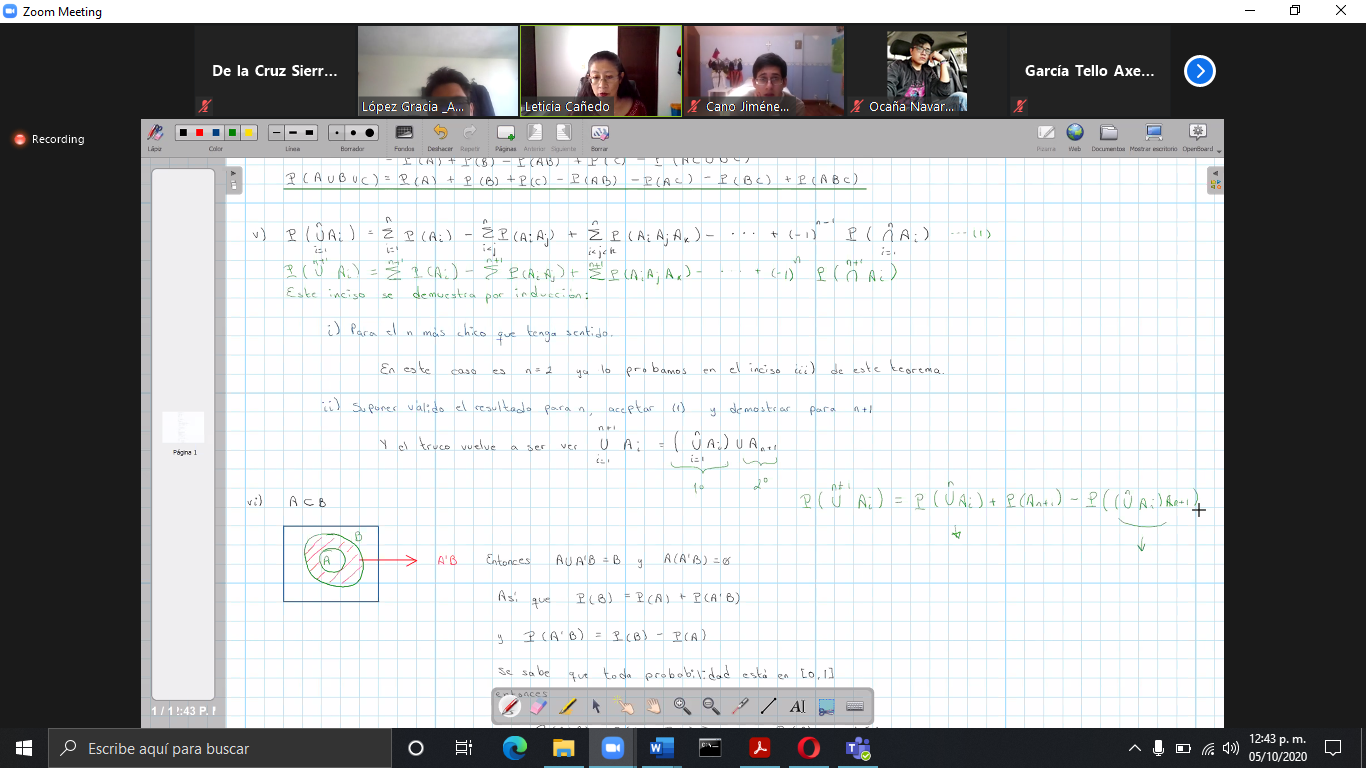 Zoom Meeting
De la Cruz Sierr...
López Gracia _A...
Leticia Cañedo
Cano Jiméne...
Ocaña Navar...
García Tello Axe...
Recording
Lápiz Color Línea Borrador Fondos Deshacer Repetir Páginas Anterior Siguiente Borrar Pizarra Web Documentos Mostrar escritorio OpenBoard
P(A∪B∪C) = P(A) + P(B) + P(C) - P(AB) - P(AC) - P(BC) + P(ABC)
v) P(⋃ⁿᵢ₌₁ Aᵢ) = Σⁿᵢ₌₁ P(Aᵢ) - Σⁿᵢ<ⱼ P(AᵢAⱼ) + Σⁿᵢ<ⱼ<ₖ P(AᵢAⱼAₖ) - ··· + (-1)ⁿ⁻¹ P(⋂ⁿᵢ₌₁ Aᵢ) ···(1)
P(⋃ⁿ⁺¹ Aᵢ) = Σⁿ⁺¹ P(Aᵢ) - Σⁿ⁺¹ P(AᵢAⱼ) + Σⁿ⁺¹ P(AᵢAⱼAₖ) - ··· + (-1)ⁿ P(⋂ⁿ⁺¹ Aᵢ)
Este inciso se demuestra por inducción:
i) Para el n más chico que tenga sentido.
En este caso es n=2 ya lo probamos en el inciso iii) de este teorema.
ii) Suponer válido el resultado para n, aceptar (1) y demostrar para n+1
Y el truco vuelve a ser ver ⋃ⁿ⁺¹ᵢ₌₁ Aᵢ = (⋃ⁿᵢ₌₁ Aᵢ) ∪ Aₙ₊₁
1º 2º
P(⋃ⁿ⁺¹ Aᵢ) = P(⋃ⁿ Aᵢ) + P(Aₙ₊₁) - P((⋃ⁿ Aᵢ)Aₙ₊₁)
vi) A ⊂ B
B
A
A'B
Entonces A∪A'B = B y A(A'B) = ∅
Así que P(B) = P(A) + P(A'B)
y P(A'B) = P(B) - P(A)
se sabe que toda probabilidad está en [0,1]
entonces
Página 1
Escribe aquí para buscar
12:43 p. m.
05/10/2020